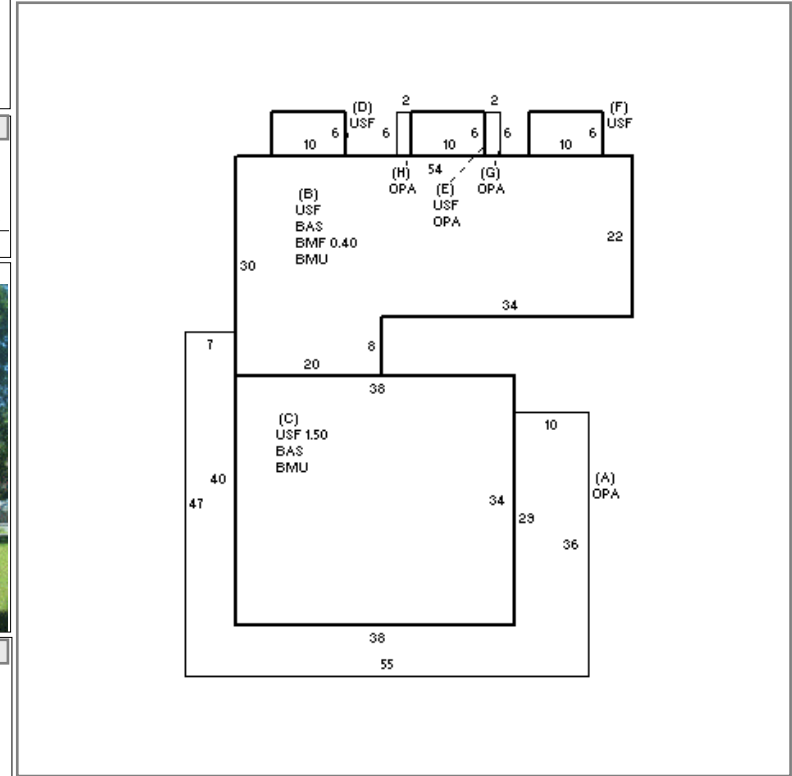 2 2
(D) (F)
USF USF
6 6 6 6 6
10 10 10
54
(H) (G)
OPA OPA
(E)
USF
OPA
(B)
USF
BAS
BMF 0.40
BMU
22
30
34
7
8
20
38
(C)
USF 1.50
BAS
BMU
10
(A)
OPA
40
47
34
29
36
38
55